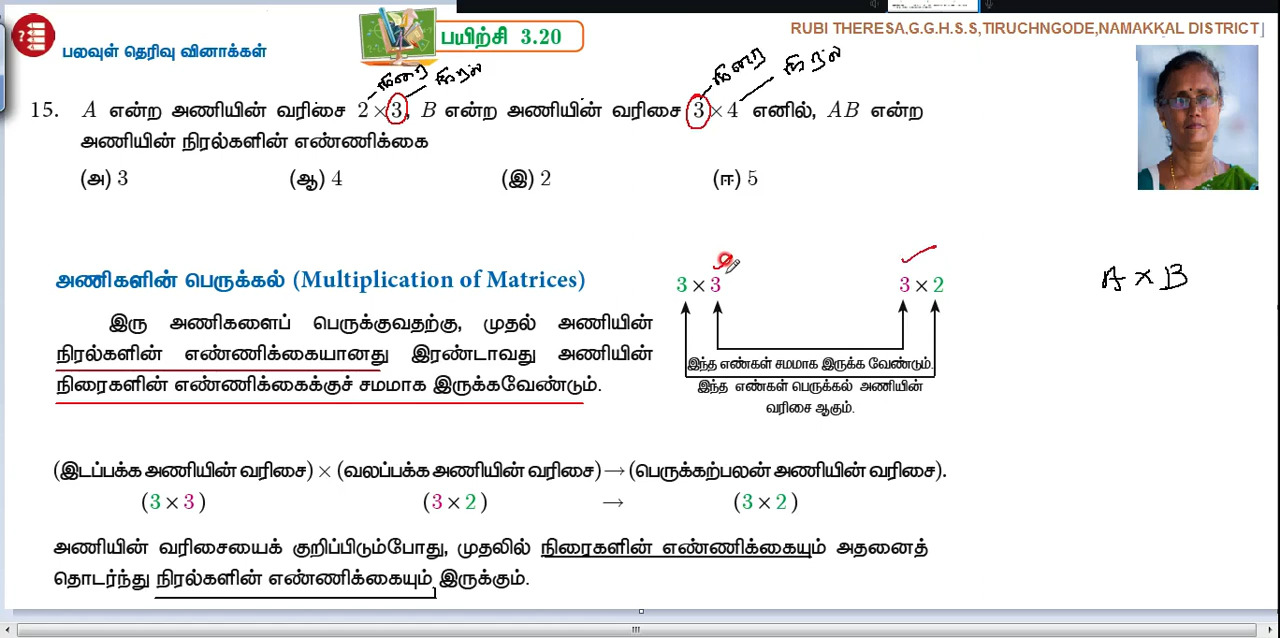 RUBI THERESA,G.G.H.S.S,TIRUCHNGODE,NAMAKKAL DISTRICT]
பயிற்சி 3.20
பலவுள் தெரிவு வினாக்கள்
நிரை நிரல் நிரை நிரல்
15. A என்ற அணியின் வரிசை 2 × 3, B என்ற அணியின் வரிசை 3 × 4 எனில், AB என்ற
அணியின் நிரல்களின் எண்ணிக்கை
(அ) 3 (ஆ) 4 (இ) 2 (ஈ) 5
அணிகளின் பெருக்கல் (Multiplication of Matrices)
3 × 3 3 × 2
A × B
இரு அணிகளைப் பெருக்குவதற்கு, முதல் அணியின்
நிரல்களின் எண்ணிக்கையானது இரண்டாவது அணியின்
நிரைகளின் எண்ணிக்கைக்குச் சமமாக இருக்கவேண்டும்.
இந்த எண்கள் சமமாக இருக்க வேண்டும்.
இந்த எண்கள் பெருக்கல் அணியின்
வரிசை ஆகும்.
(இடப்பக்க அணியின் வரிசை) × (வலப்பக்க அணியின் வரிசை) → (பெருக்கற்பலன் அணியின் வரிசை).
(3 × 3) (3 × 2) → (3 × 2)
அணியின் வரிசையைக் குறிப்பிடும்போது, முதலில் நிரைகளின் எண்ணிக்கையும் அதனைத்
தொடர்ந்து நிரல்களின் எண்ணிக்கையும் இருக்கும்.